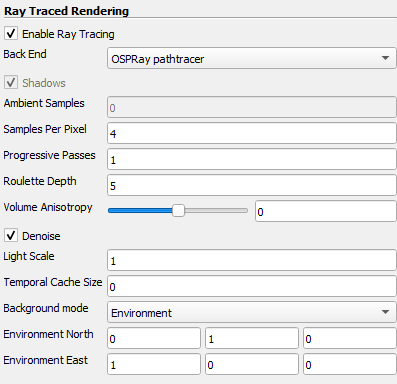 Ray Traced Rendering
Enable Ray Tracing
Back End OSPRay pathtracer
Shadows
Ambient Samples 0
Samples Per Pixel 4
Progressive Passes 1
Roulette Depth 5
Volume Anisotropy 0
Denoise
Light Scale 1
Temporal Cache Size 0
Background mode Environment
Environment North 0 1 0
Environment East 1 0 0